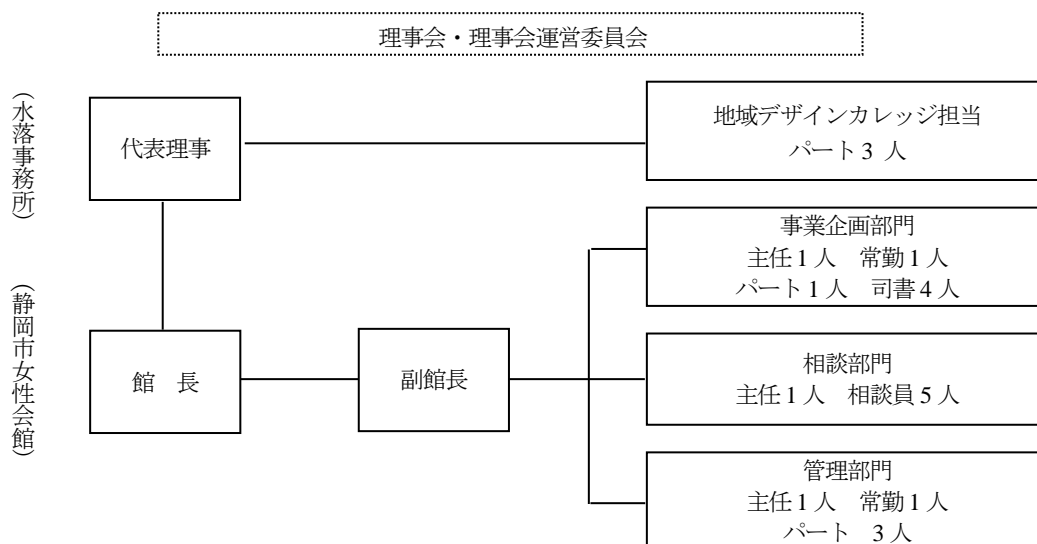 理事会・理事会運営委員会
(水落事務所)
代表理事
地域デザインカレッジ担当
パート3 人
事業企画部門
主任1人　常勤1人
パート1人　司書4人
(静岡市女性会館)
館　長
副館長
相談部門
主任1人　相談員5人
管理部門
主任1人　常勤1人
パート　3人